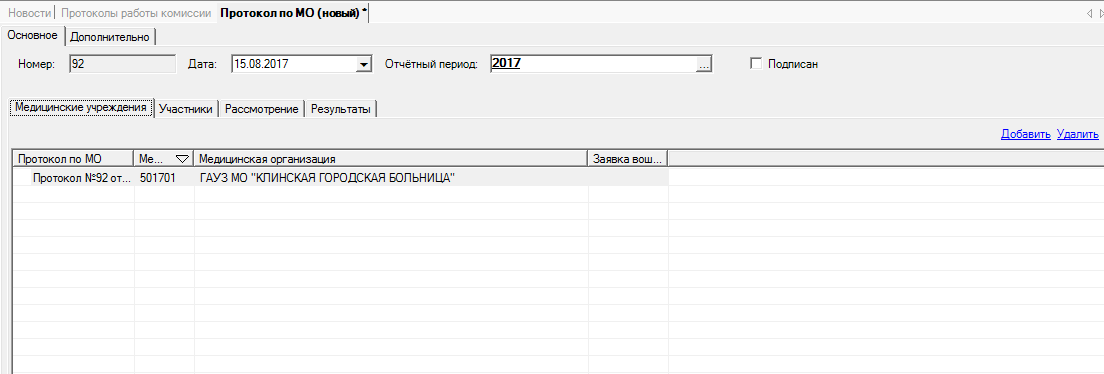 Новости Протоколы работы комиссии Протокол по МО (новый) *
Основное Дополнительно
Номер: 92 Дата: 15.08.2017 Отчётный период: 2017 ... Подписан
Медицинские учреждения Участники Рассмотрение Результаты
Добавить Удалить
Протокол по МО Ме... Медицинская организация Заявка вош...
Протокол №92 от... 501701 ГАУЗ МО "КЛИНСКАЯ ГОРОДСКАЯ БОЛЬНИЦА"